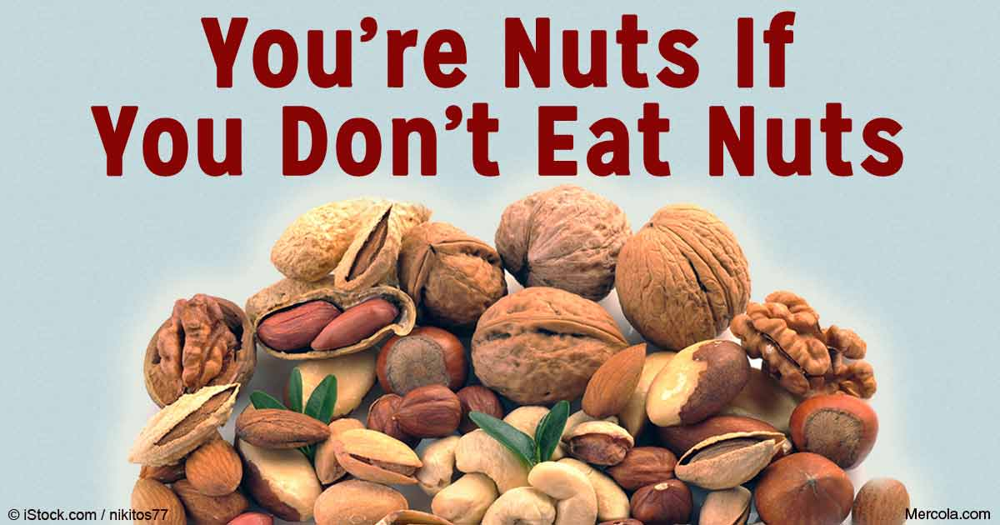 You’re Nuts If
You Don’t Eat Nuts
© iStock.com / nikitos77
Mercola.com